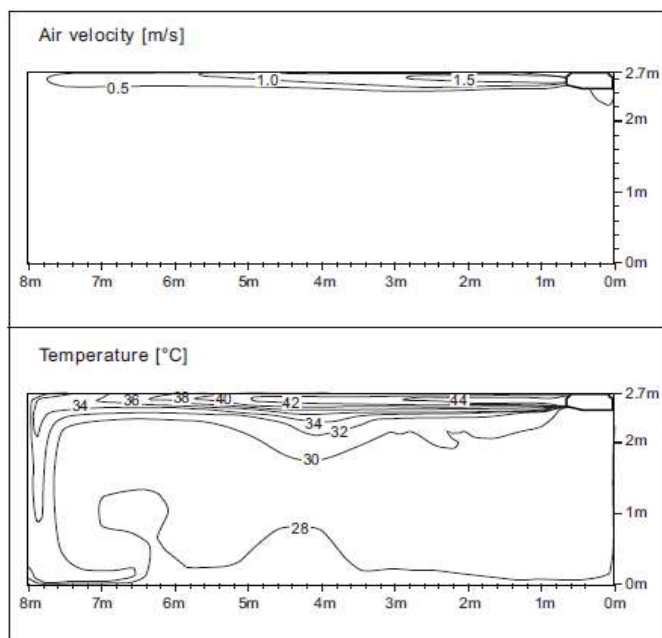 Air velocity [m/s]
2.7m
1.0
1.5
0.5
2m
1m
0m
8m 7m 6m 5m 4m 3m 2m 1m 0m
Temperature [°C]
2.7m
34 36 38 40 42 44
34
32
2m
30
1m
28
0m
8m 7m 6m 5m 4m 3m 2m 1m 0m